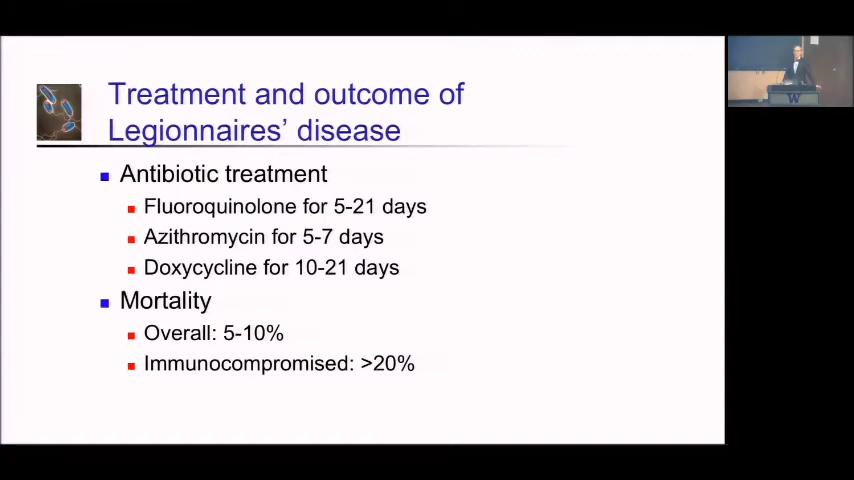 Treatment and outcome of
Legionnaires’ disease
Antibiotic treatment
Fluoroquinolone for 5-21 days
Azithromycin for 5-7 days
Doxycycline for 10-21 days
Mortality
Overall: 5-10%
Immunocompromised: >20%
W